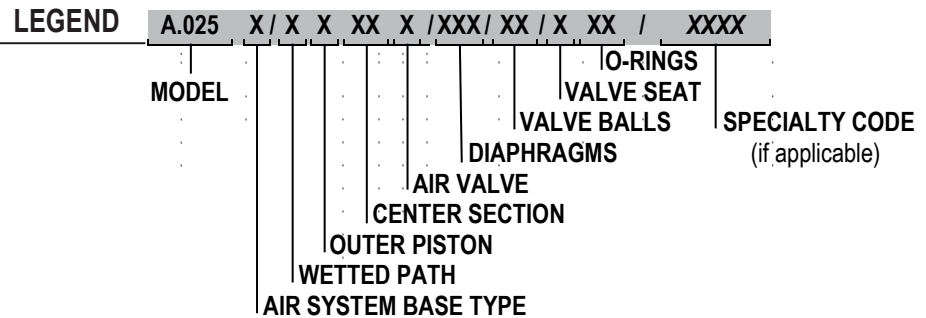 LEGEND A.025 X / X X XX X / XXX / XX / X XX / XXXX
O-RINGS
MODEL VALVE SEAT
VALVE BALLS SPECIALTY CODE
DIAPHRAGMS (if applicable)
AIR VALVE
CENTER SECTION
OUTER PISTON
WETTED PATH
AIR SYSTEM BASE TYPE